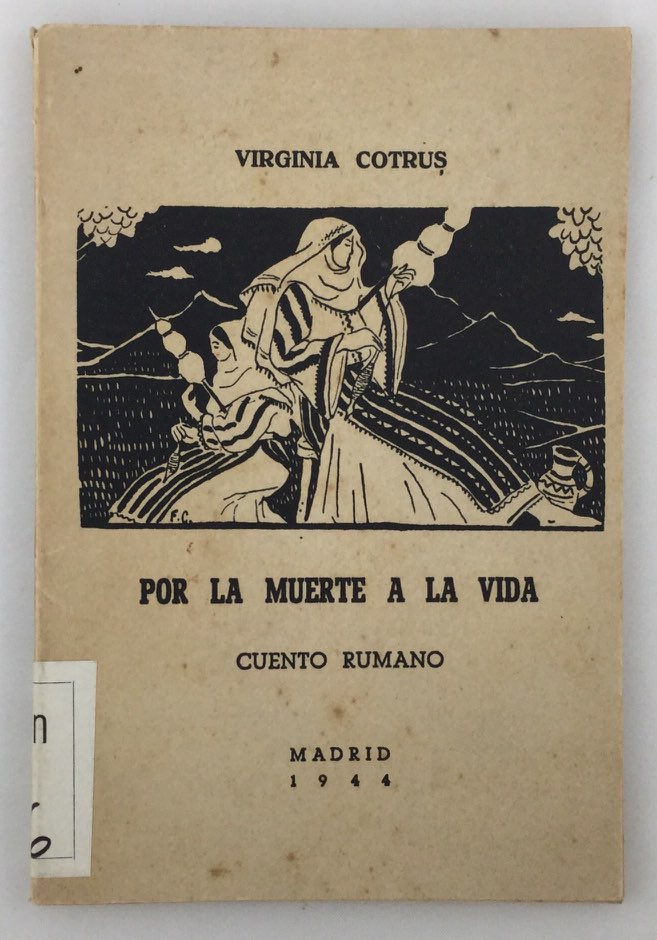 VIRGINIA COTRUȘ
F.C.
POR LA MUERTE A LA VIDA
CUENTO RUMANO
MADRID
1944
n